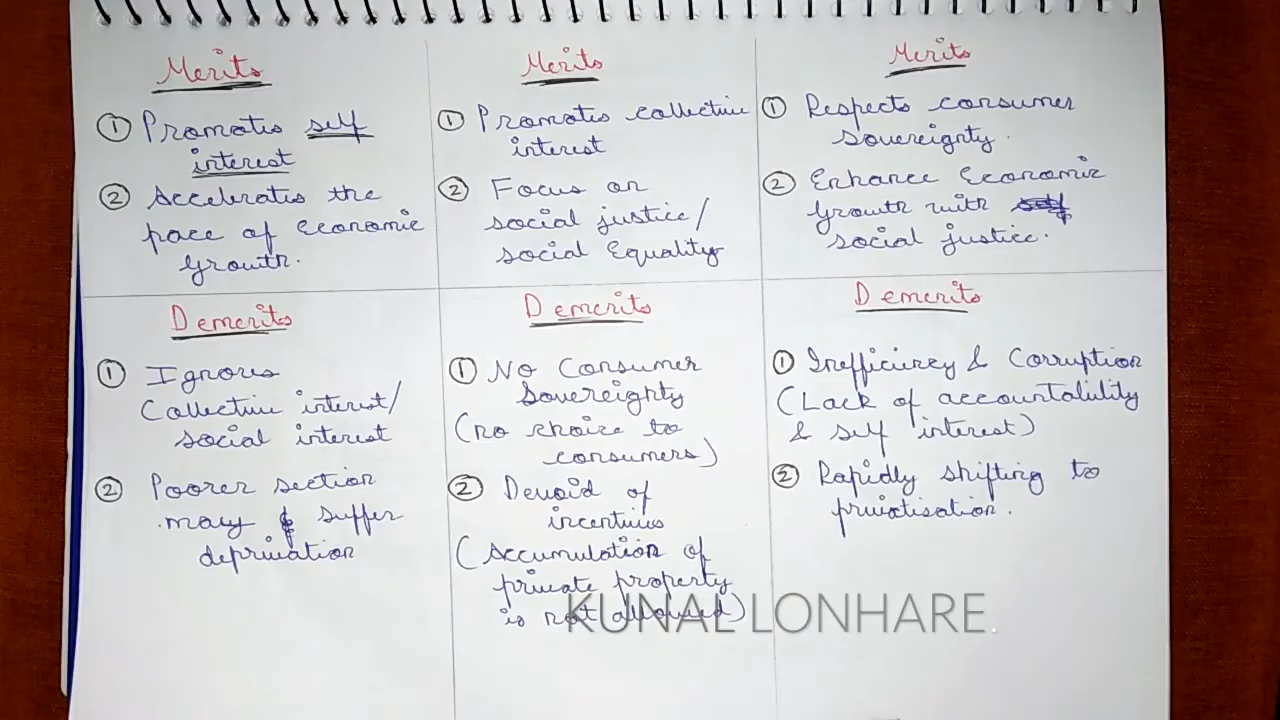 Merits
① Promotes self
interest
② Accelerates the
pace of Economic
Growth.
Demerits
① Ignores
Collective interest/
social interest
② Poorer section
may suffer
deprivation
Merits
① Promotes collective
interest
② Focus on
social justice/
social Equality
Demerits
① No Consumer
Sovereignty
(no choice to
consumers)
② Devoid of
incentives
(Accumulation of
private property
is not allowed)
Merits
① Respects consumer
sovereignty.
② Enhance Economic
Growth with
social justice.
Demerits
① Inefficiency & Corruption
(Lack of accountability
& self interest)
② Rapidly shifting to
privatisation.
KUNAL LONHARE.